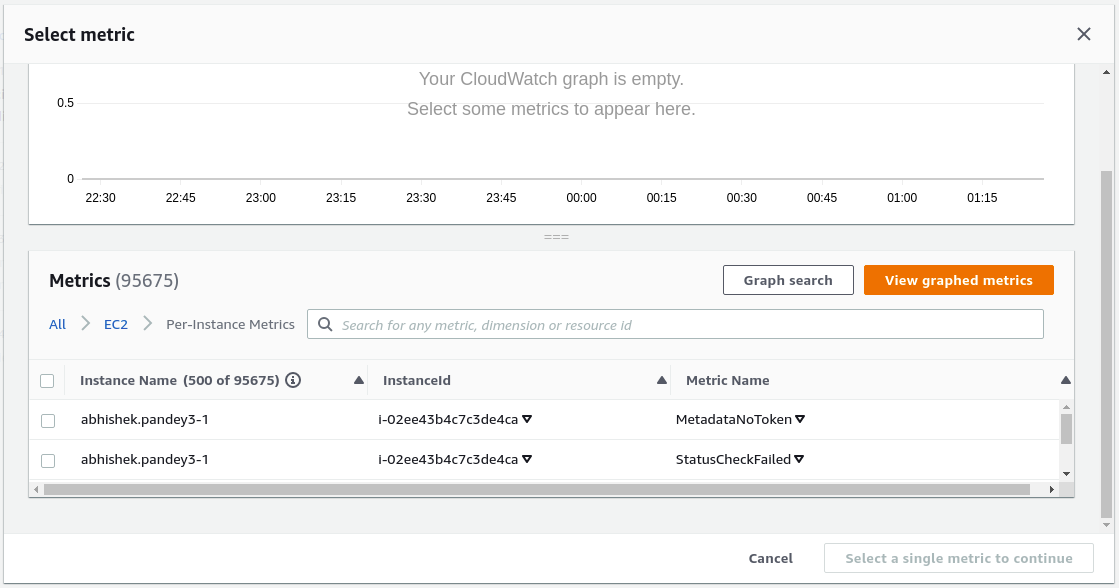 Select metric
Your CloudWatch graph is empty.
0.5
Select some metrics to appear here.
0
22:30 22:45 23:00 23:15 23:30 23:45 00:00 00:15 00:30 00:45 01:00 01:15
Metrics (95675) Graph search View graphed metrics
All EC2 Per-Instance Metrics Search for any metric, dimension or resource id
Instance Name (500 of 95675) InstanceId Metric Name
abhishek.pandey3-1 i-02ee43b4c7c3de4ca MetadataNoToken
abhishek.pandey3-1 i-02ee43b4c7c3de4ca StatusCheckFailed
Cancel Select a single metric to continue